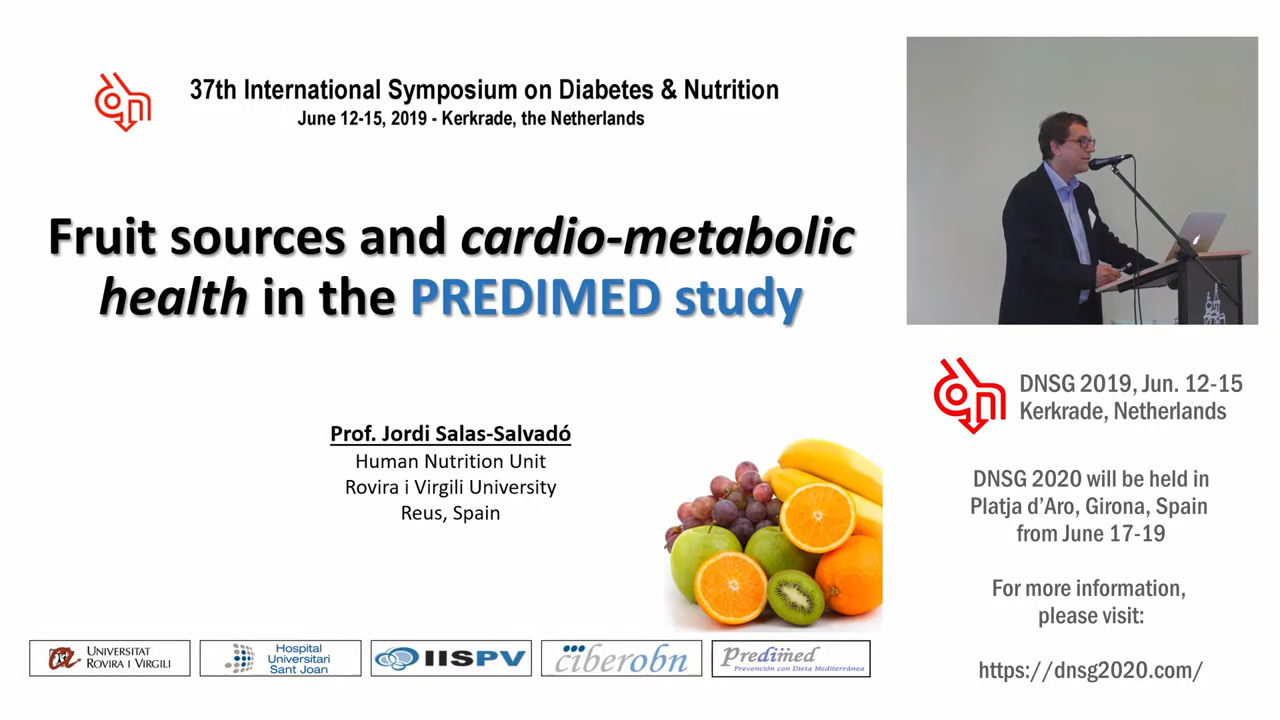 37th International Symposium on Diabetes & Nutrition
June 12-15, 2019 - Kerkrade, the Netherlands
Fruit sources and cardio-metabolic
health in the PREDIMED study
Prof. Jordi Salas-Salvadó
Human Nutrition Unit
Rovira i Virgili University
Reus, Spain
UNIVERSITAT
ROVIRA I VIRGILI
Hospital
Universitari
Sant Joan
IISPV
ciberobn
Predimed
Prevención con Dieta Mediterránea
DNSG 2019, Jun. 12-15
Kerkrade, Netherlands
DNSG 2020 will be held in
Platja d’Aro, Girona, Spain
from June 17-19
For more information,
please visit:
https://dnsg2020.com/